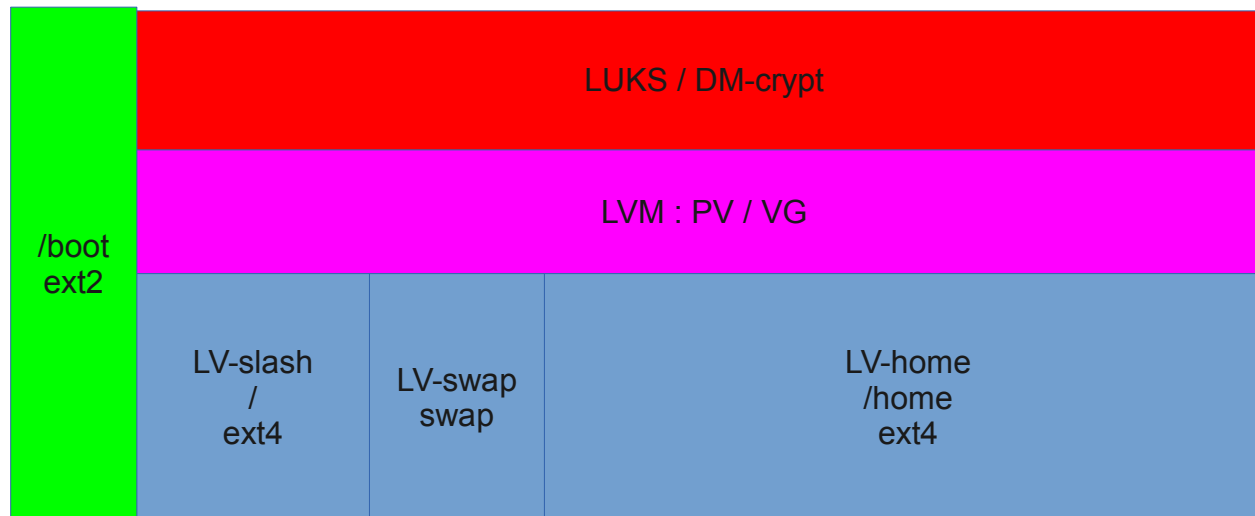 LUKS / DM-crypt
LVM : PV / VG
/boot
ext2
LV-slash
/
ext4
LV-swap
swap
LV-home
/home
ext4